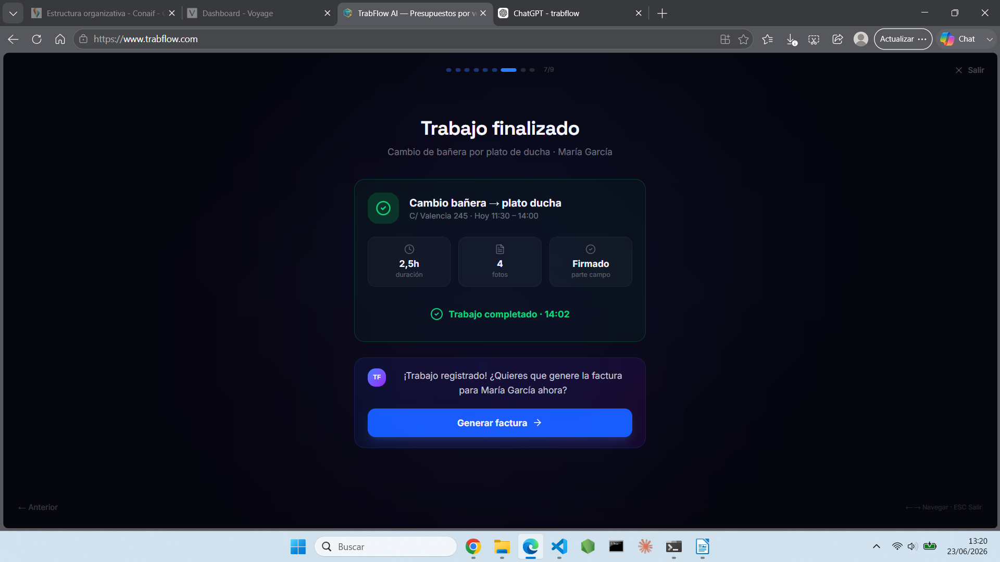 Estructura organizativa - Conaif -
Dashboard - Voyage
TrabFlow AI — Presupuestos por v
ChatGPT - trabflow
https://www.trabflow.com
Actualizar
Chat
7/9
Salir
Trabajo finalizado
Cambio de bañera por plato de ducha · María García
Cambio bañera → plato ducha
C/ Valencia 245 · Hoy 11:30 – 14:00
2,5h
duración
4
fotos
Firmado
parte campo
Trabajo completado · 14:02
TF
¡Trabajo registrado! ¿Quieres que genere la factura
para María García ahora?
Generar factura →
← Anterior
←→ Navegar · ESC Salir
Buscar
13:20
23/06/2026